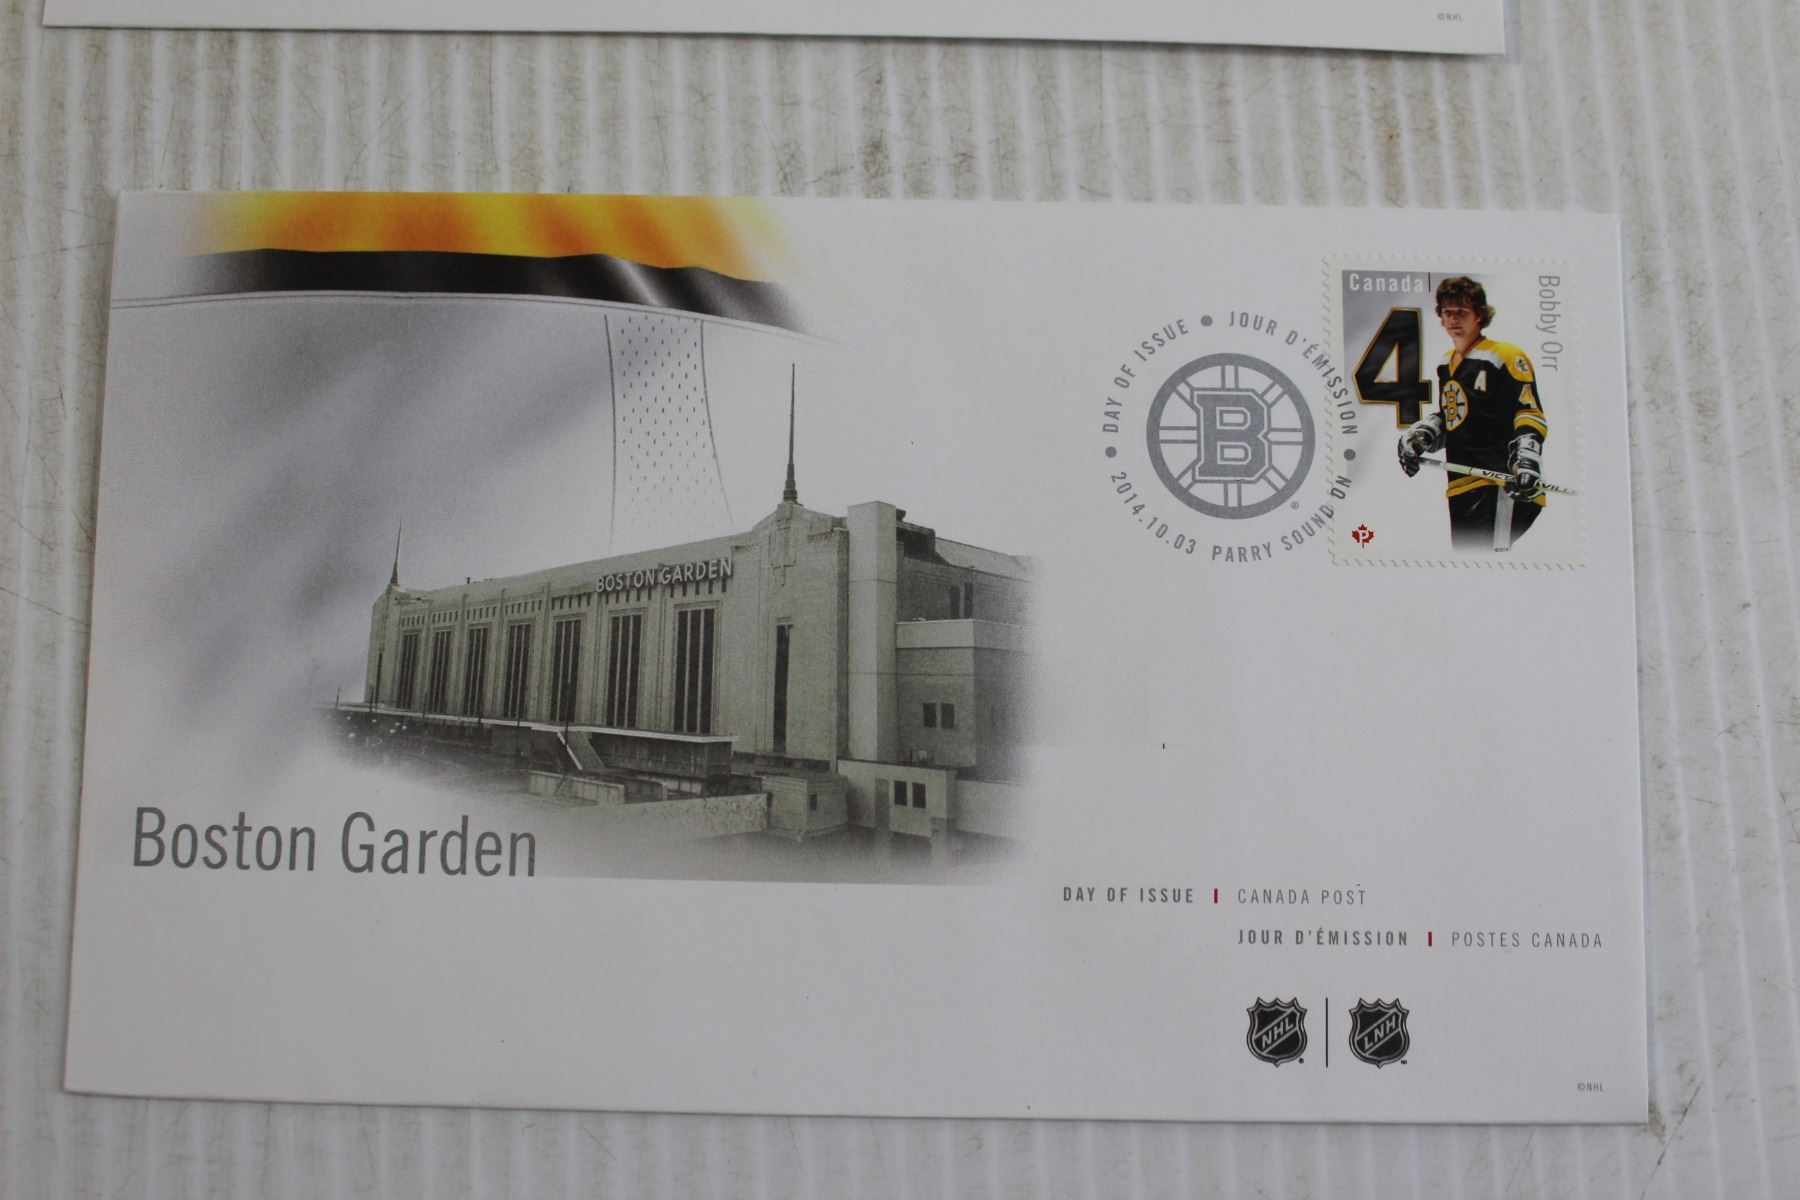 ©NHL
Canada
Bobby Orr
4
A
B
4
P
DAY OF ISSUE • JOUR D'ÉMISSION •
2014.10.03 PARRY SOUND ON •
B
®
BOSTON GARDEN
Boston Garden
DAY OF ISSUE | CANADA POST
JOUR D'ÉMISSION | POSTES CANADA
NHL ® | LNH
©NHL